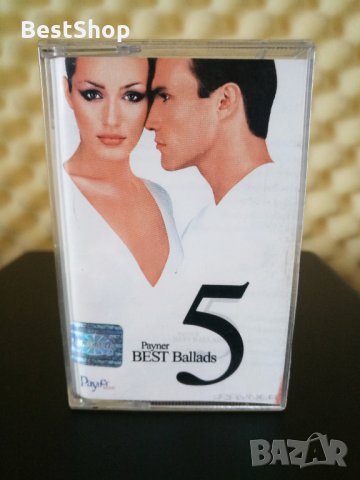 BestShop
5
Payner
BEST Ballads
Payner
BAZAR